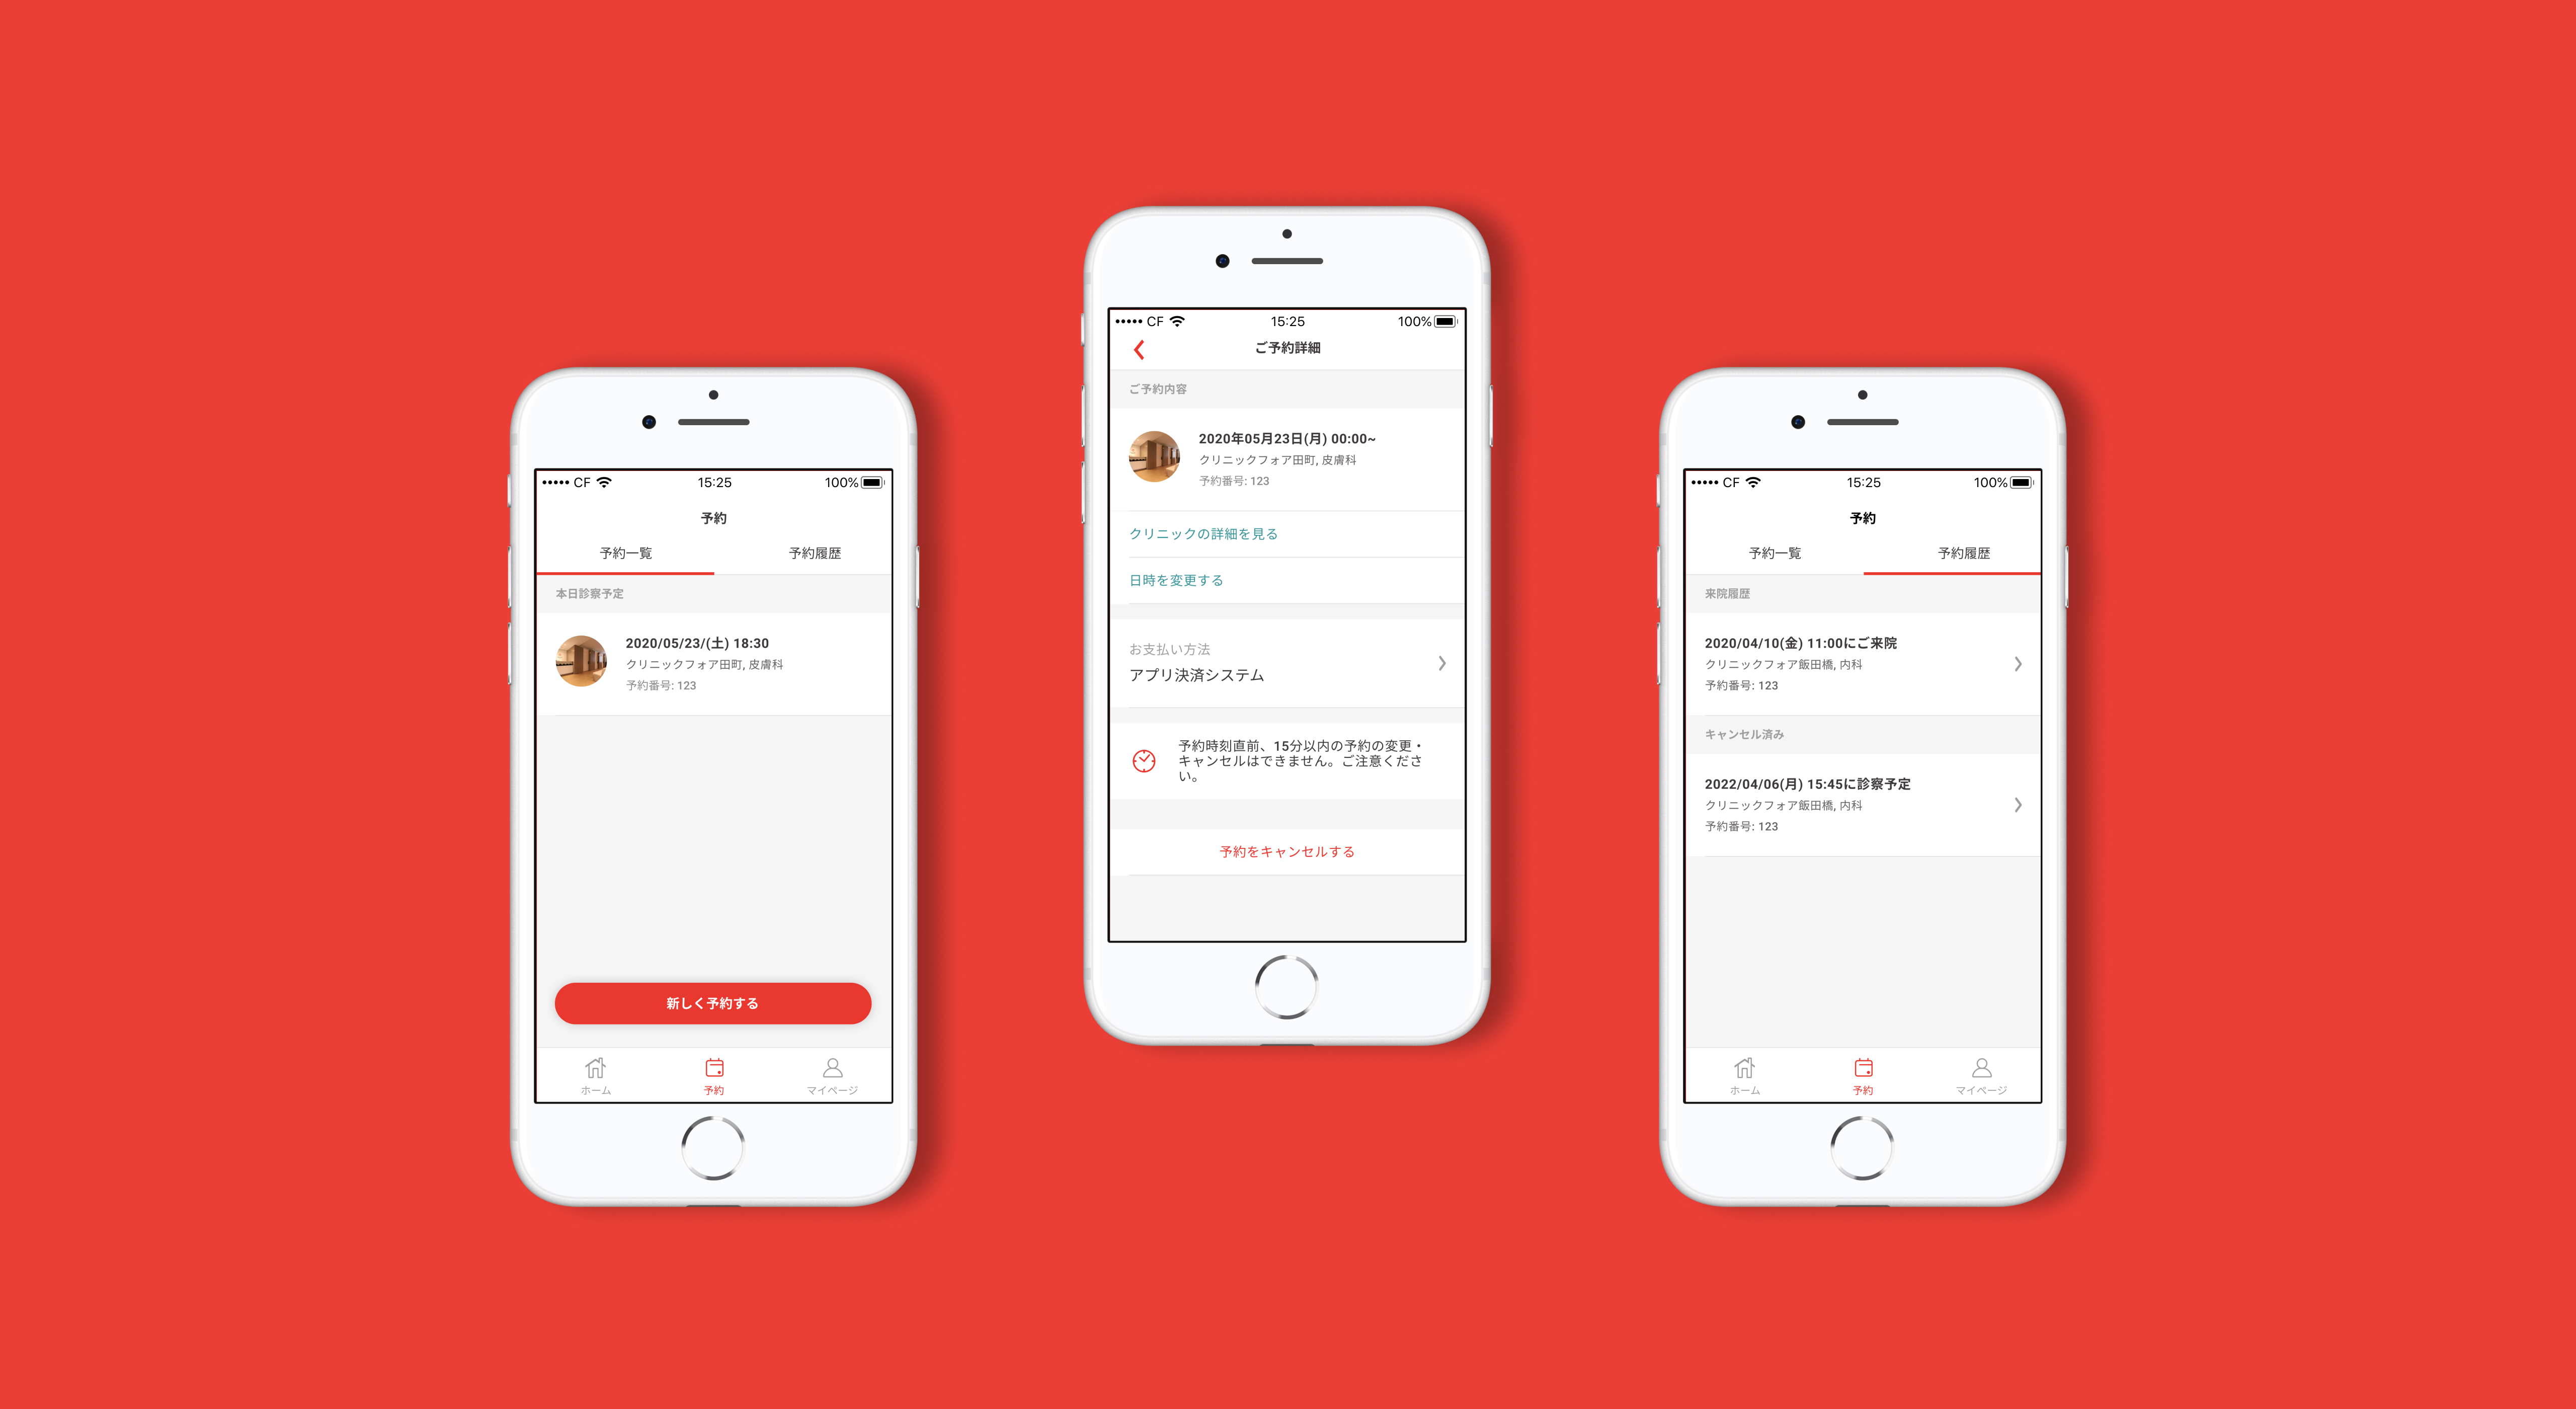 CF
15:25
100%
予約
予約一覧
予約履歴
本日診察予定
2020/05/23/(土) 18:30
クリニックフォア田町, 皮膚科
予約番号: 123
新しく予約する
ホーム
予約
マイページ
CF
15:25
100%
ご予約詳細
ご予約内容
2020年05月23日(月) 00:00~
クリニックフォア田町, 皮膚科
予約番号: 123
クリニックの詳細を見る
日時を変更する
お支払い方法
アプリ決済システム
予約時刻直前、15分以内の予約の変更・
キャンセルはできません。ご注意くださ
い。
予約をキャンセルする
CF
15:25
100%
予約
予約一覧
予約履歴
来院履歴
2020/04/10(金) 11:00にご来院
クリニックフォア飯田橋, 内科
予約番号: 123
キャンセル済み
2022/04/06(月) 15:45に診察予定
クリニックフォア飯田橋, 内科
予約番号: 123
ホーム
予約
マイページ